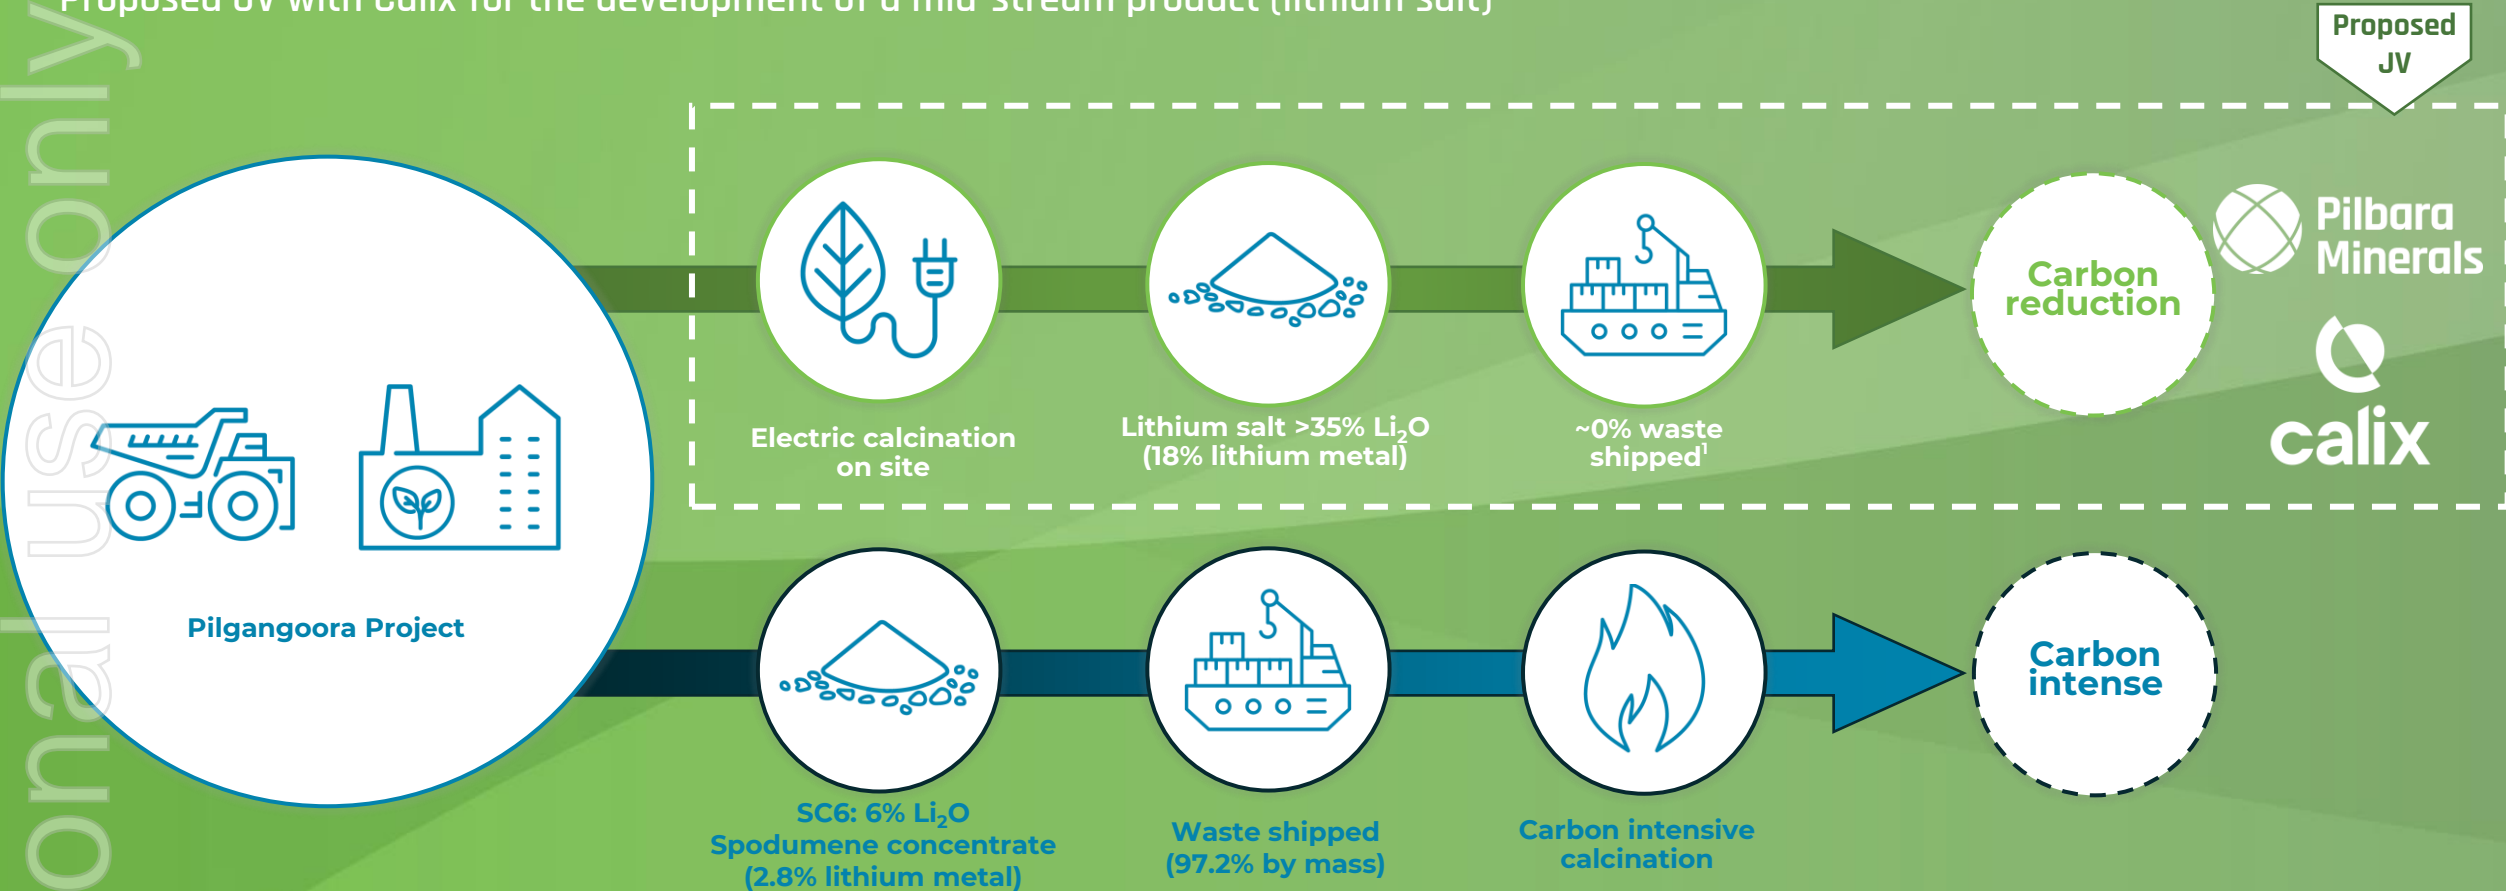 Proposed JV with Calix for the development of a mid-stream product (lithium salt)
Proposed
JV
onal use only
Pilgangoora Project
Electric calcination
on site
Lithium salt >35% Li₂O
(18% lithium metal)
~0% waste
shipped¹
Carbon
reduction
Pilbara
Minerals
calix
SC6: 6% Li₂O
Spodumene concentrate
(2.8% lithium metal)
Waste shipped
(97.2% by mass)
Carbon intensive
calcination
Carbon
intense